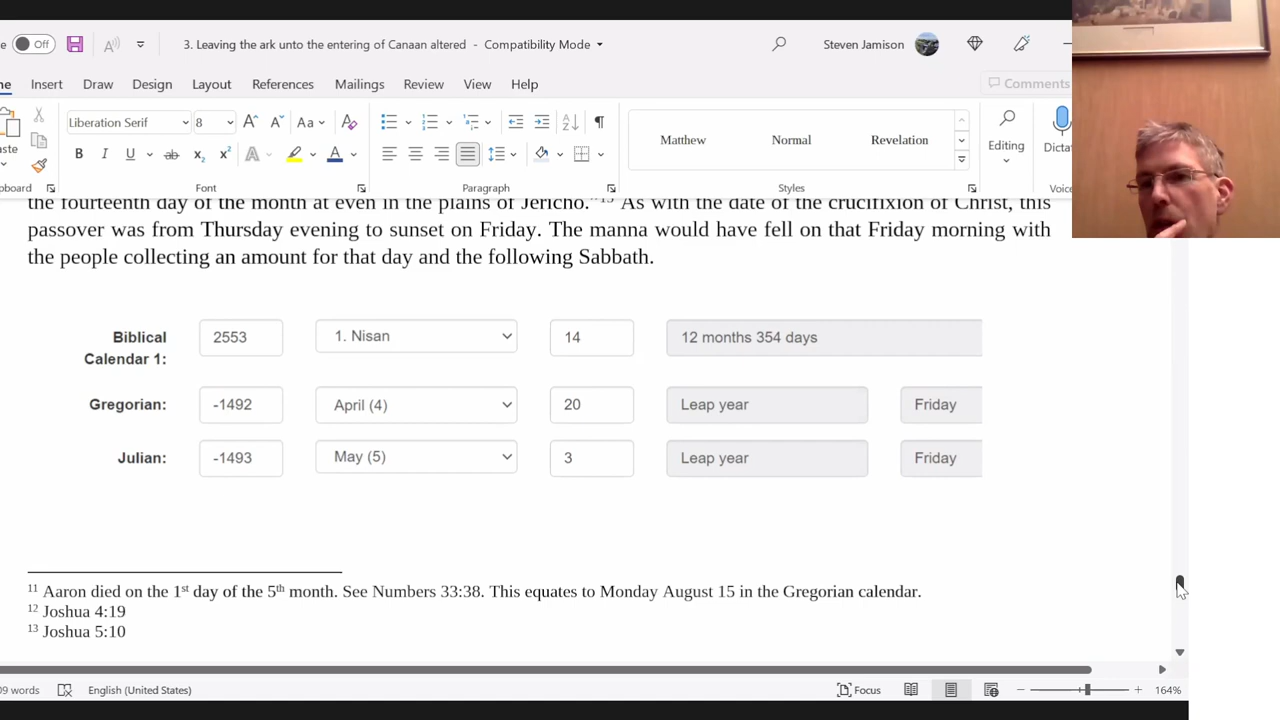 Off
3. Leaving the ark unto the entering of Canaan altered - Compatibility Mode
Steven Jamison
Insert Draw Design Layout References Mailings Review View Help
Comments
Liberation Serif 8
Matthew Normal Revelation
Editing
Font Paragraph Styles
the fourteenth day of the month at even in the plains of Jericho."13 As with the date of the crucifixion of Christ, this
passover was from Thursday evening to sunset on Friday. The manna would have fell on that Friday morning with
the people collecting an amount for that day and the following Sabbath.
Biblical Calendar 1: 2553 1. Nisan 14 12 months 354 days
Gregorian: -1492 April (4) 20 Leap year Friday
Julian: -1493 May (5) 3 Leap year Friday
11 Aaron died on the 1st day of the 5th month. See Numbers 33:38. This equates to Monday August 15 in the Gregorian calendar.
12 Joshua 4:19
13 Joshua 5:10
09 words English (United States) Focus 164%